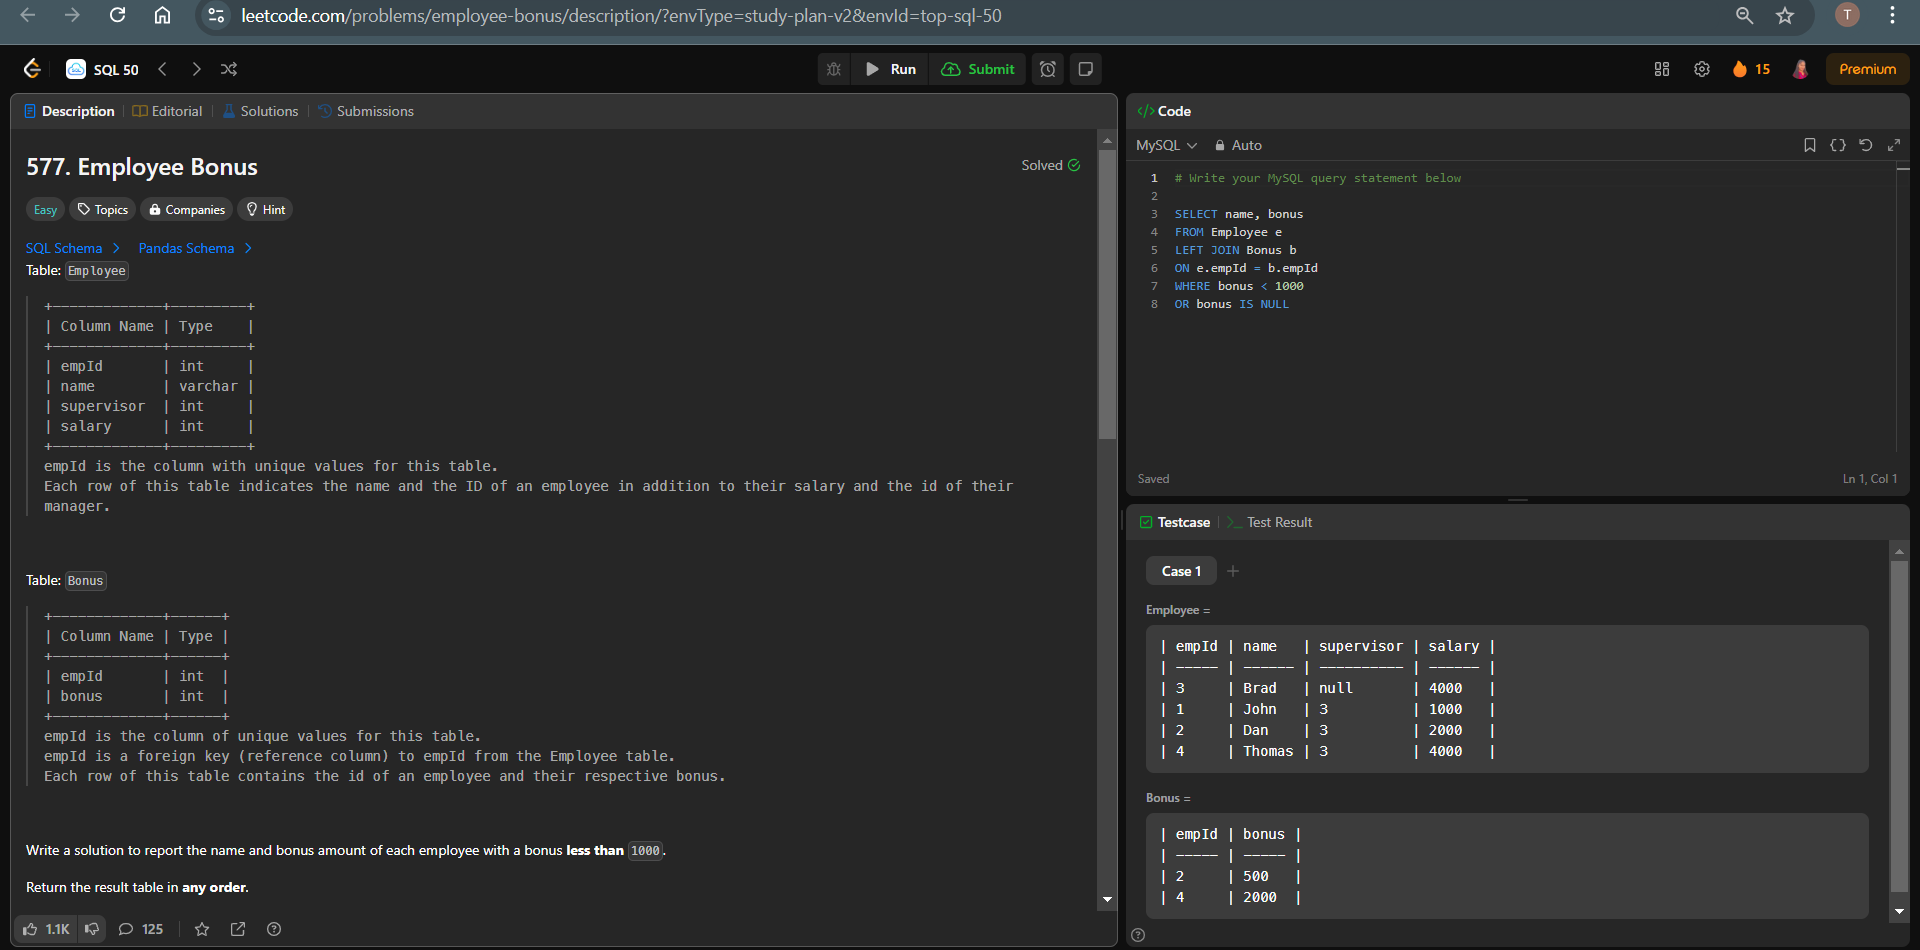 leetcode.com/problems/employee-bonus/description/?envType=study-plan-v2&envId=top-sql-50
T
SQL 50
Run
Submit
15
Premium
Description
Editorial
Solutions
Submissions
577. Employee Bonus
Solved
Easy
Topics
Companies
Hint
SQL Schema
Pandas Schema
Table: Employee
+-------------+---------+
| Column Name | Type    |
+-------------+---------+
| empId       | int     |
| name        | varchar |
| supervisor  | int     |
| salary      | int     |
+-------------+---------+
empId is the column with unique values for this table.
Each row of this table indicates the name and the ID of an employee in addition to their salary and the id of their
manager.
Table: Bonus
+-------------+------+
| Column Name | Type |
+-------------+------+
| empId       | int  |
| bonus       | int  |
+-------------+------+
empId is the column of unique values for this table.
empId is a foreign key (reference column) to empId from the Employee table.
Each row of this table contains the id of an employee and their respective bonus.
Write a solution to report the name and bonus amount of each employee with a bonus less than 1000.
Return the result table in any order.
1.1K
125
</> Code
MySQL
Auto
1 # Write your MySQL query statement below
2
3 SELECT name, bonus
4 FROM Employee e
5 LEFT JOIN Bonus b
6 ON e.empId = b.empId
7 WHERE bonus < 1000
8 OR bonus IS NULL
Saved
Ln 1, Col 1
Testcase
>_ Test Result
Case 1
+
Employee =
| empId | name   | supervisor | salary |
| ----- | ------ | ---------- | ------ |
| 3     | Brad   | null       | 4000   |
| 1     | John   | 3          | 1000   |
| 2     | Dan    | 3          | 2000   |
| 4     | Thomas | 3          | 4000   |
Bonus =
| empId | bonus |
| ----- | ----- |
| 2     | 500   |
| 4     | 2000  |